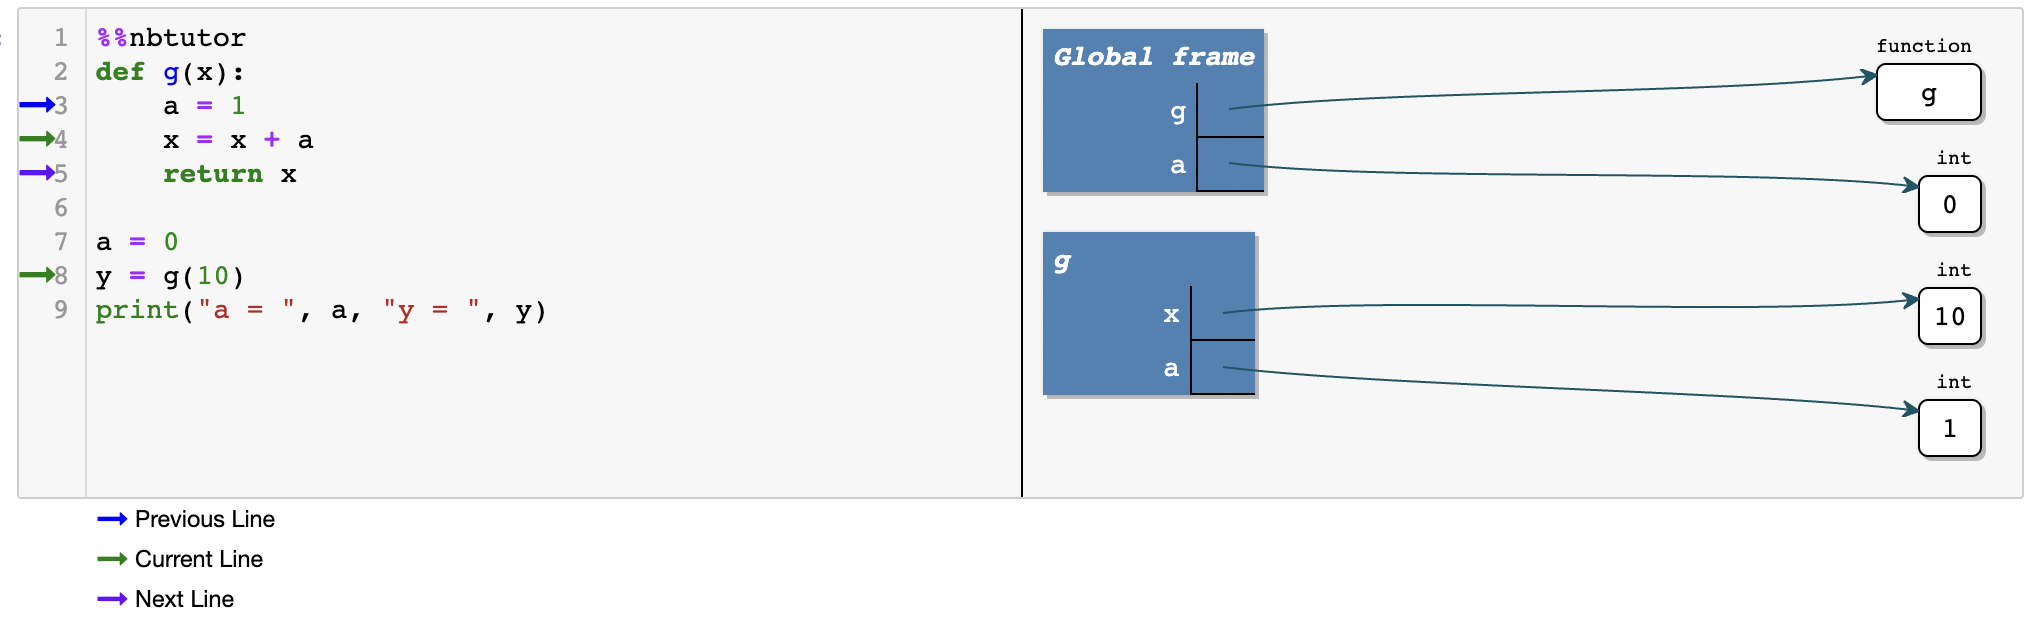 1 %%nbtutor
2 def g(x):
3     a = 1
4     x = x + a
5     return x
6
7 a = 0
8 y = g(10)
9 print("a = ", a, "y = ", y)
Previous Line
Current Line
Next Line
Global frame
g
a
function
g
int
0
g
x
a
int
10
int
1